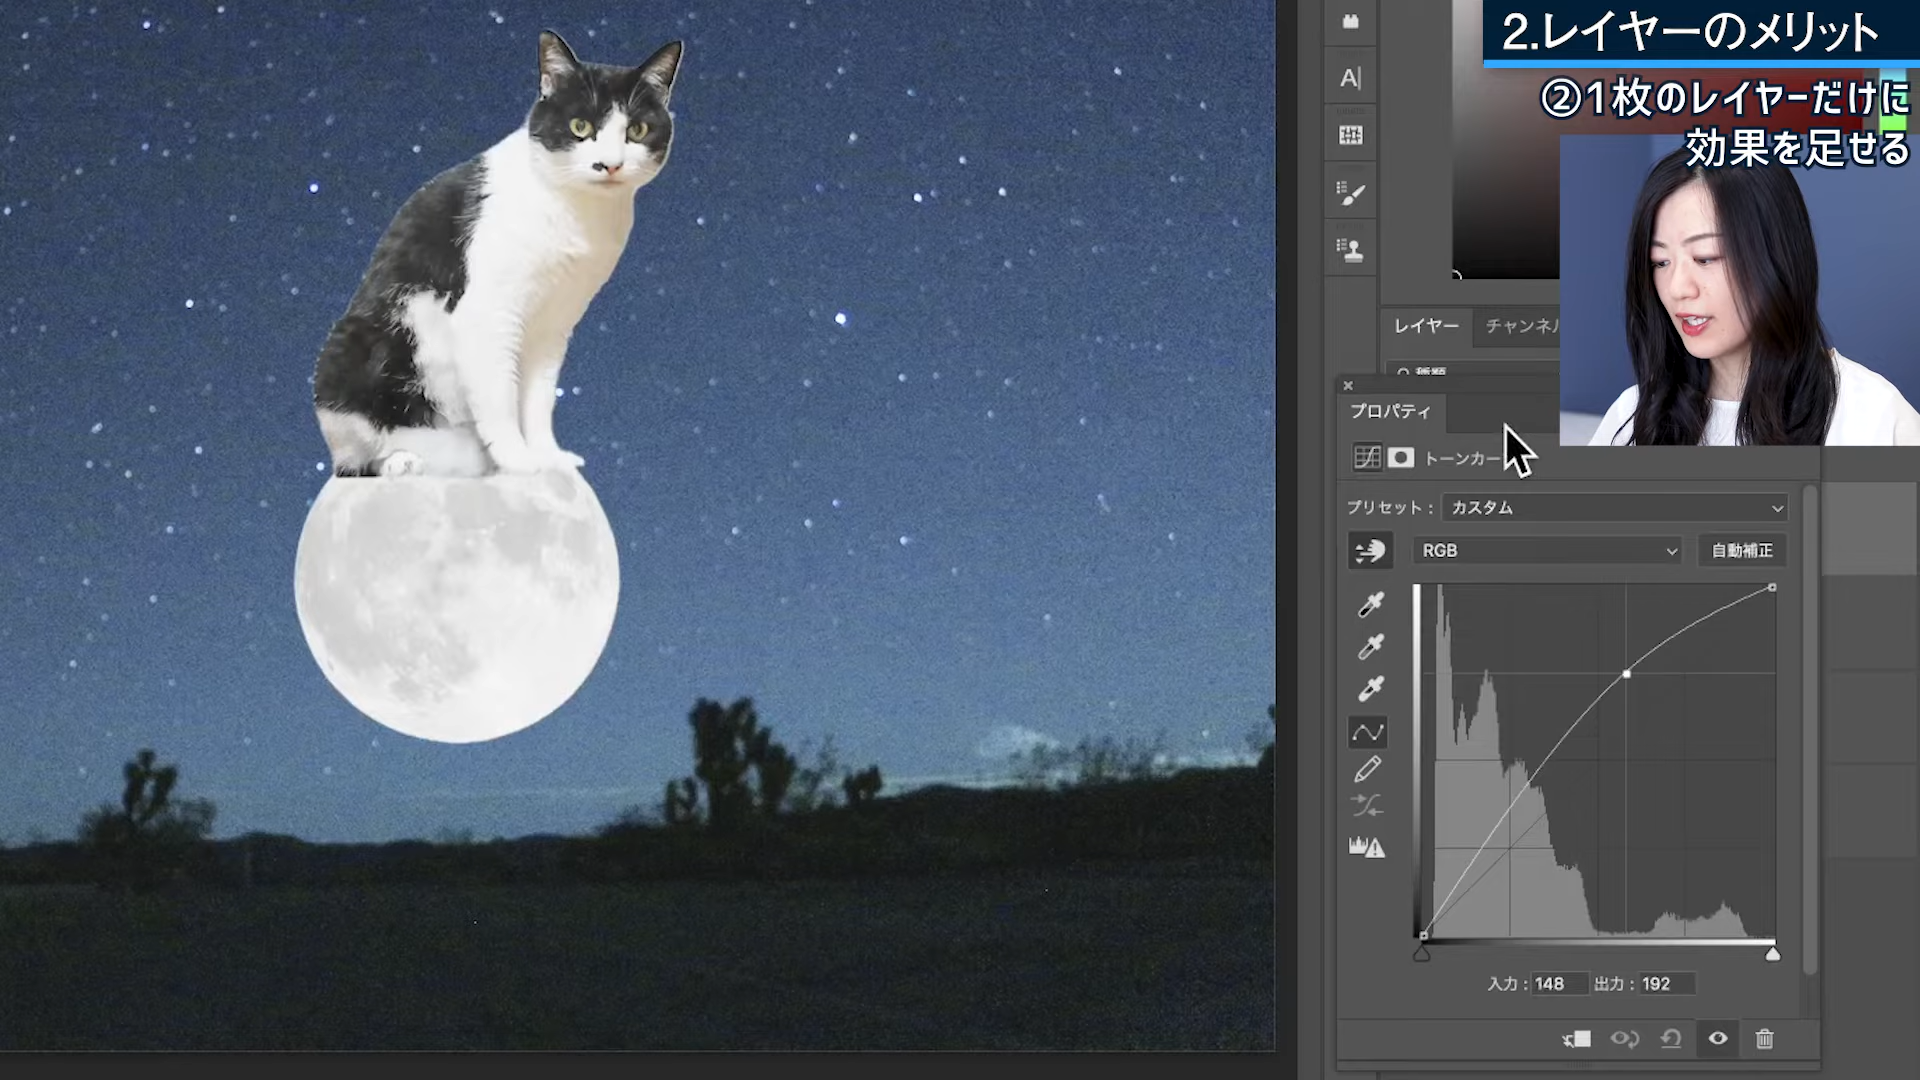 2.レイヤーのメリット
②1枚のレイヤーだけに
効果を足せる
A|
レイヤー チャンネル
種類
プロパティ
トーンカー
プリセット： カスタム
RGB 自動補正
入力：148 出力：192